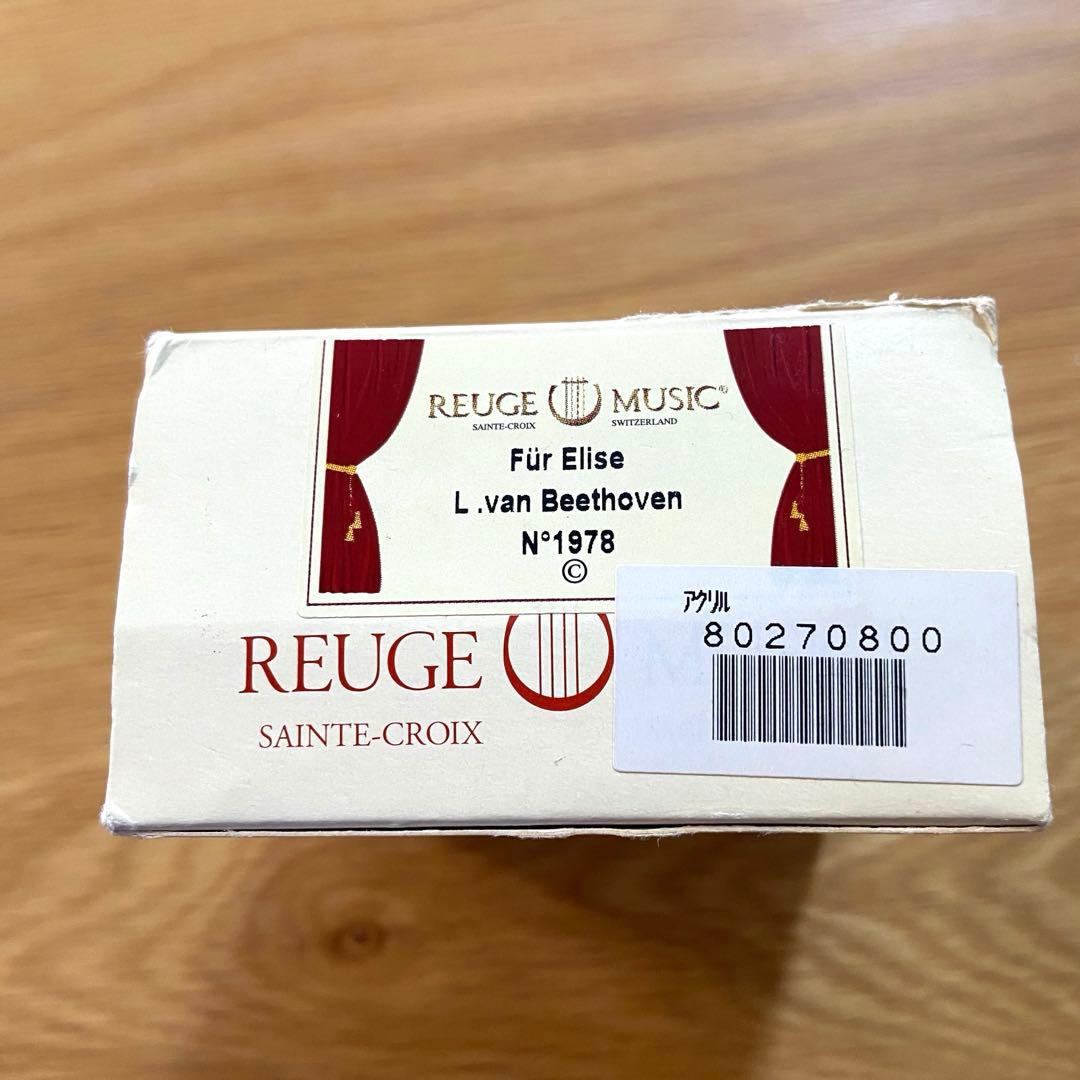 REUGE MUSIC®
SAINTE-CROIX SWITZERLAND
Für Elise
L .van Beethoven
N°1978
©
アクリル
80270800
REUGE M
SAINTE-CROIX